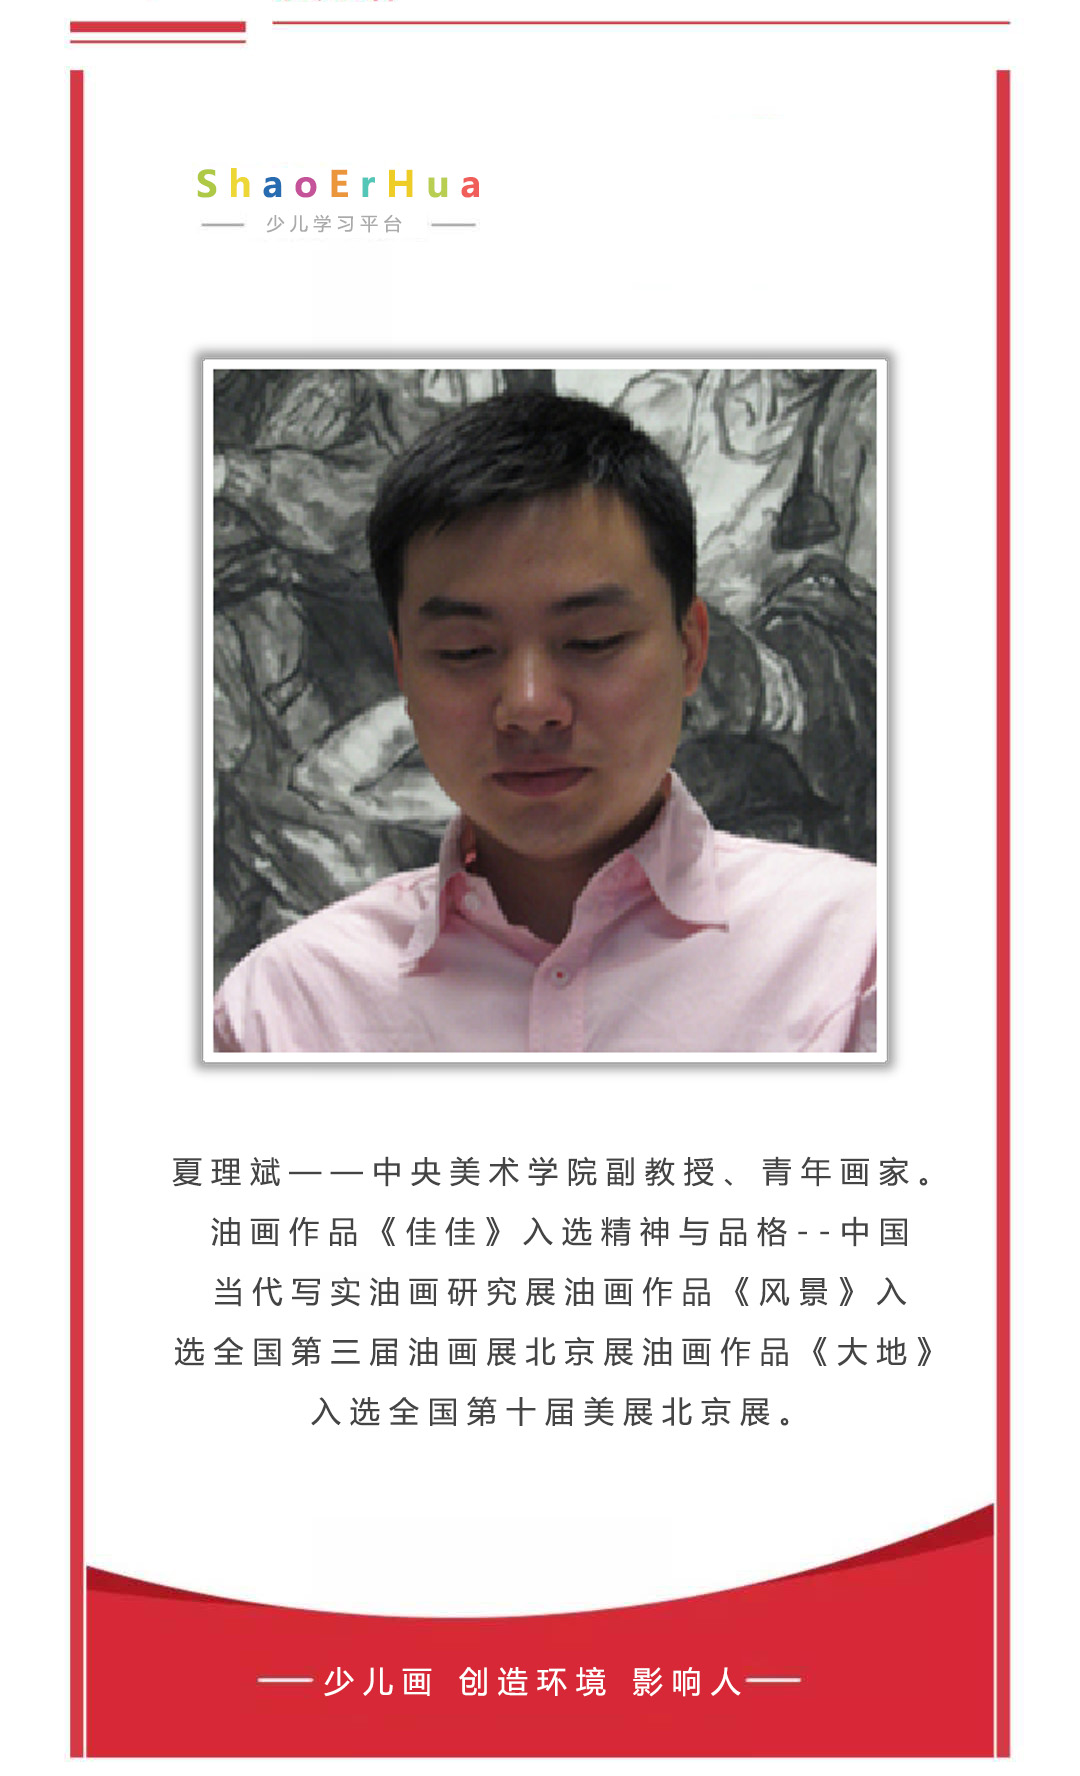 ShaoErHua
少儿学习平台
夏理斌——中央美术学院副教授、青年画家。
油画作品《佳佳》入选精神与品格--中国
当代写实油画研究展油画作品《风景》入
选全国第三届油画展北京展油画作品《大地》
入选全国第十届美展北京展。
少儿画 创造环境 影响人